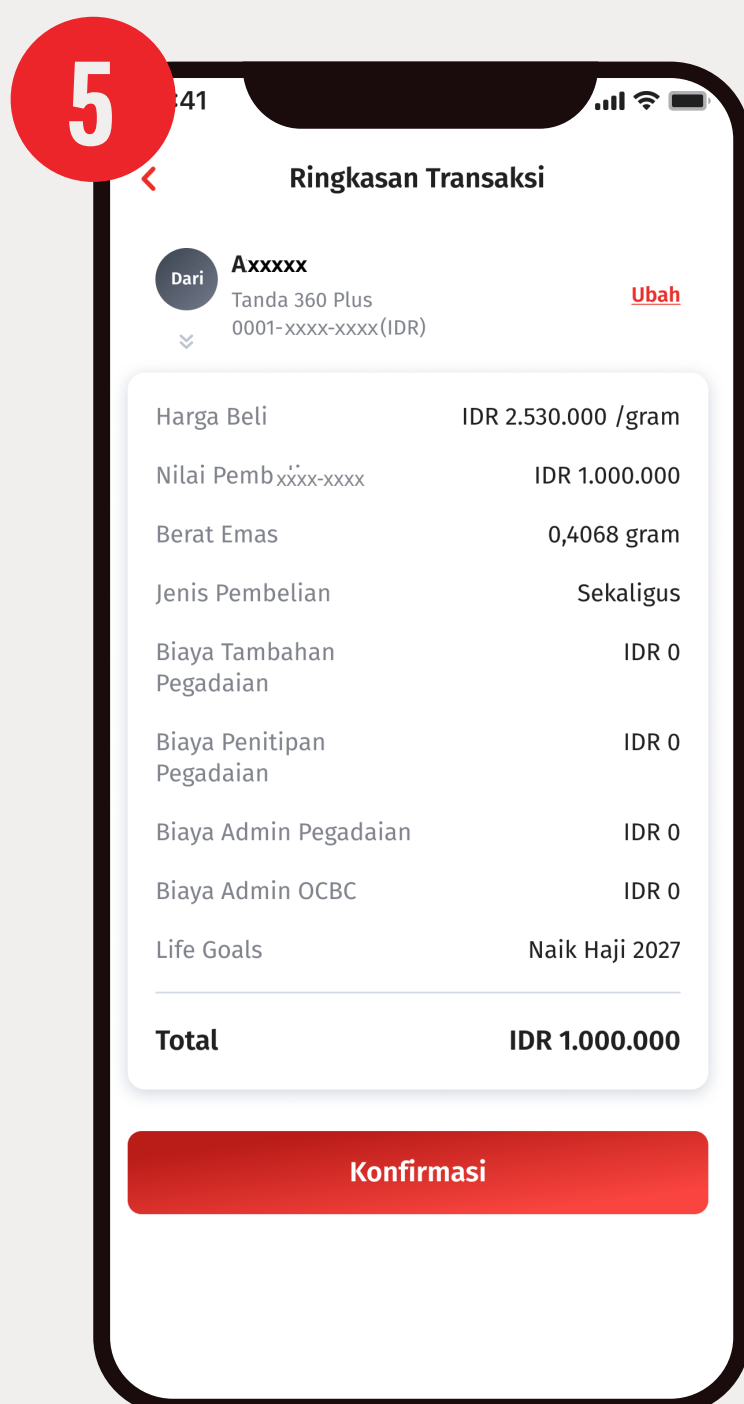 5
:41
Ringkasan Transaksi
Dari
Axxxxx
Tanda 360 Plus
0001-xxxx-xxxx(IDR)
Ubah
Harga Beli IDR 2.530.000 /gram
Nilai Pemb xxxx-xxxx IDR 1.000.000
Berat Emas 0,4068 gram
Jenis Pembelian Sekaligus
Biaya Tambahan IDR 0
Pegadaian
Biaya Penitipan IDR 0
Pegadaian
Biaya Admin Pegadaian IDR 0
Biaya Admin OCBC IDR 0
Life Goals Naik Haji 2027
Total IDR 1.000.000
Konfirmasi